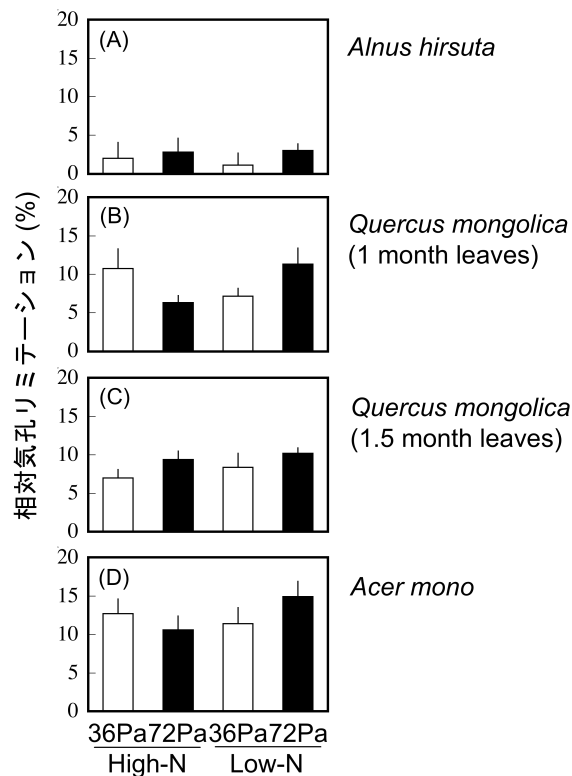 相対気孔リミテーション (%)
20
15
10
5
0
(A)
Alnus hirsuta
20
15
10
5
0
(B)
Quercus mongolica
(1 month leaves)
20
15
10
5
0
(C)
Quercus mongolica
(1.5 month leaves)
20
15
10
5
0
(D)
Acer mono
36Pa72Pa36Pa72Pa
High-N Low-N